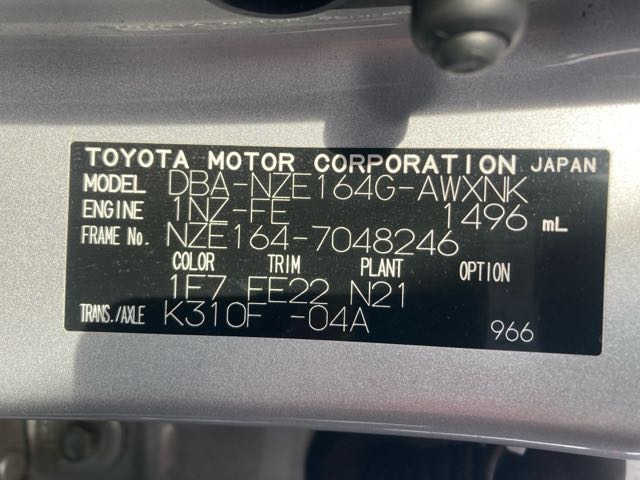 TOYOTA MOTOR CORPORATION JAPAN
MODEL DBA-NZE164G-AWXNK
ENGINE 1NZ-FE 1496 mL
FRAME No. NZE164-7048246
COLOR TRIM PLANT OPTION
1F7 FE22 N21
TRANS./AXLE K310F -04A 966